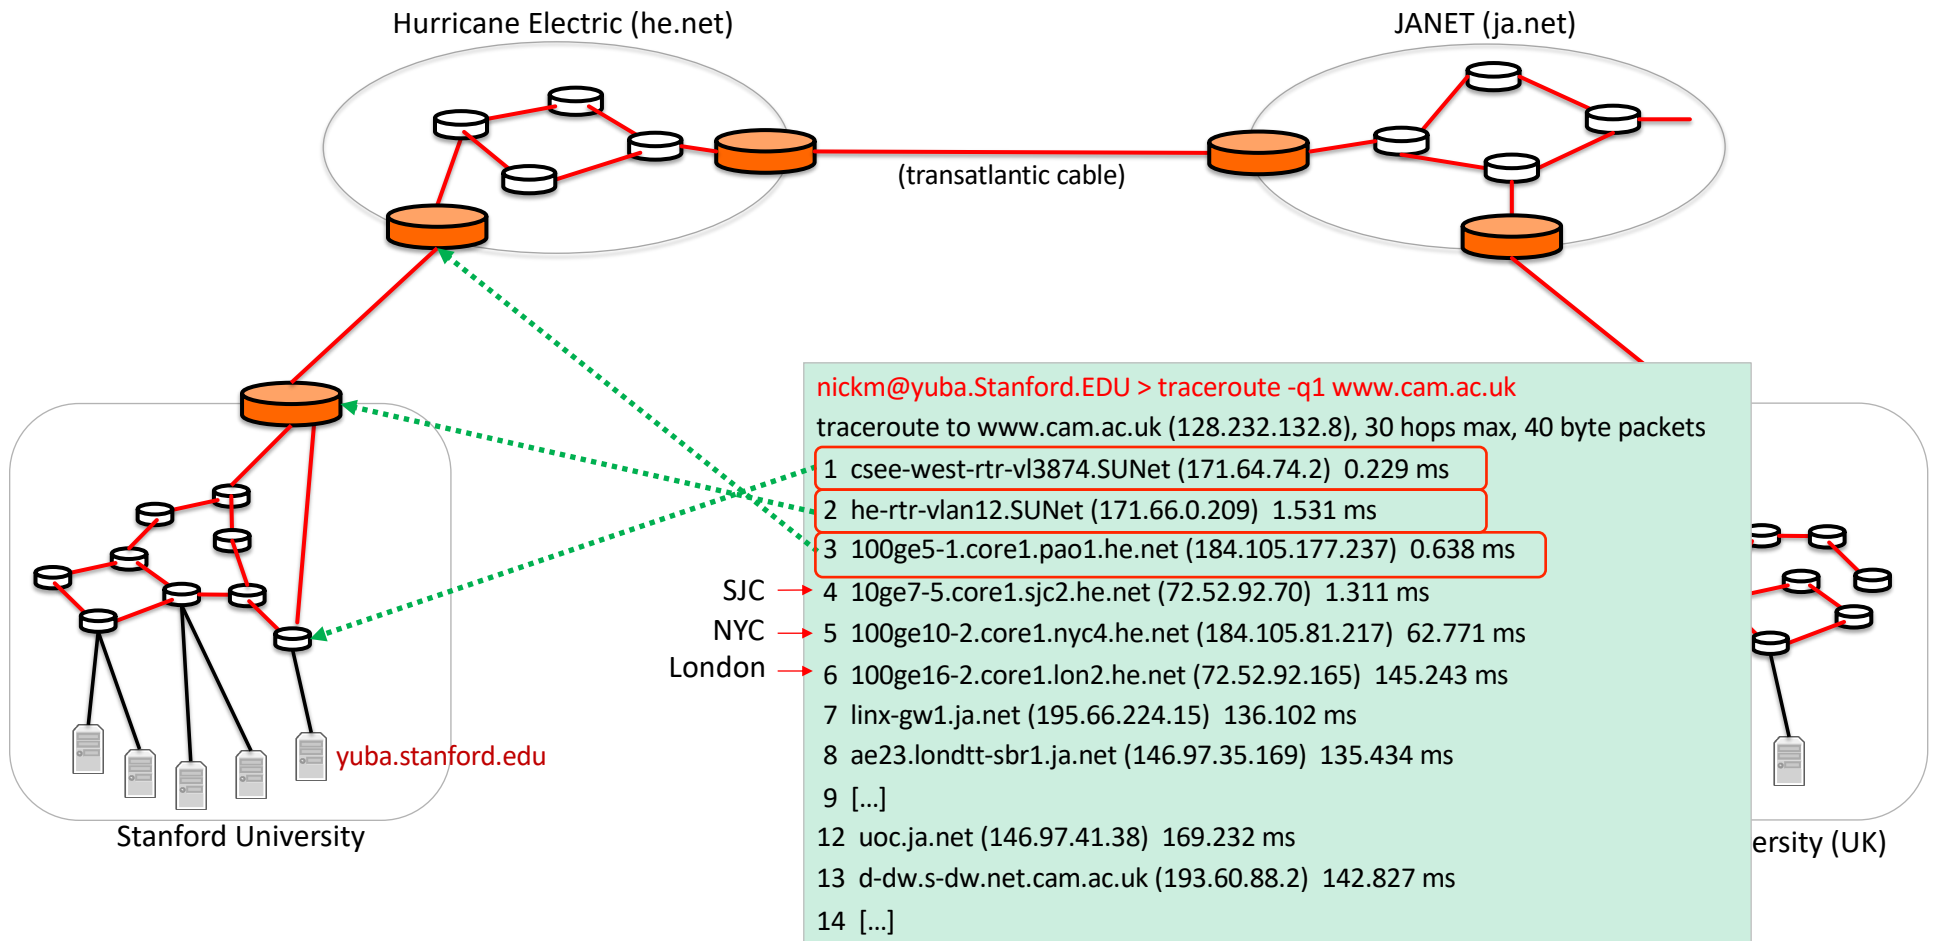 Hurricane Electric (he.net)
JANET (ja.net)
(transatlantic cable)
nickm@yuba.Stanford.EDU > traceroute -q1 www.cam.ac.uk
traceroute to www.cam.ac.uk (128.232.132.8), 30 hops max, 40 byte packets
1 csee-west-rtr-vl3874.SUNet (171.64.74.2) 0.229 ms
2 he-rtr-vlan12.SUNet (171.66.0.209) 1.531 ms
3 100ge5-1.core1.pao1.he.net (184.105.177.237) 0.638 ms
SJC
4 10ge7-5.core1.sjc2.he.net (72.52.92.70) 1.311 ms
NYC
5 100ge10-2.core1.nyc4.he.net (184.105.81.217) 62.771 ms
London
6 100ge16-2.core1.lon2.he.net (72.52.92.165) 145.243 ms
7 linx-gw1.ja.net (195.66.224.15) 136.102 ms
8 ae23.londtt-sbr1.ja.net (146.97.35.169) 135.434 ms
9 [...]
12 uoc.ja.net (146.97.41.38) 169.232 ms
13 d-dw.s-dw.net.cam.ac.uk (193.60.88.2) 142.827 ms
14 [...]
yuba.stanford.edu
Stanford University
ersity (UK)